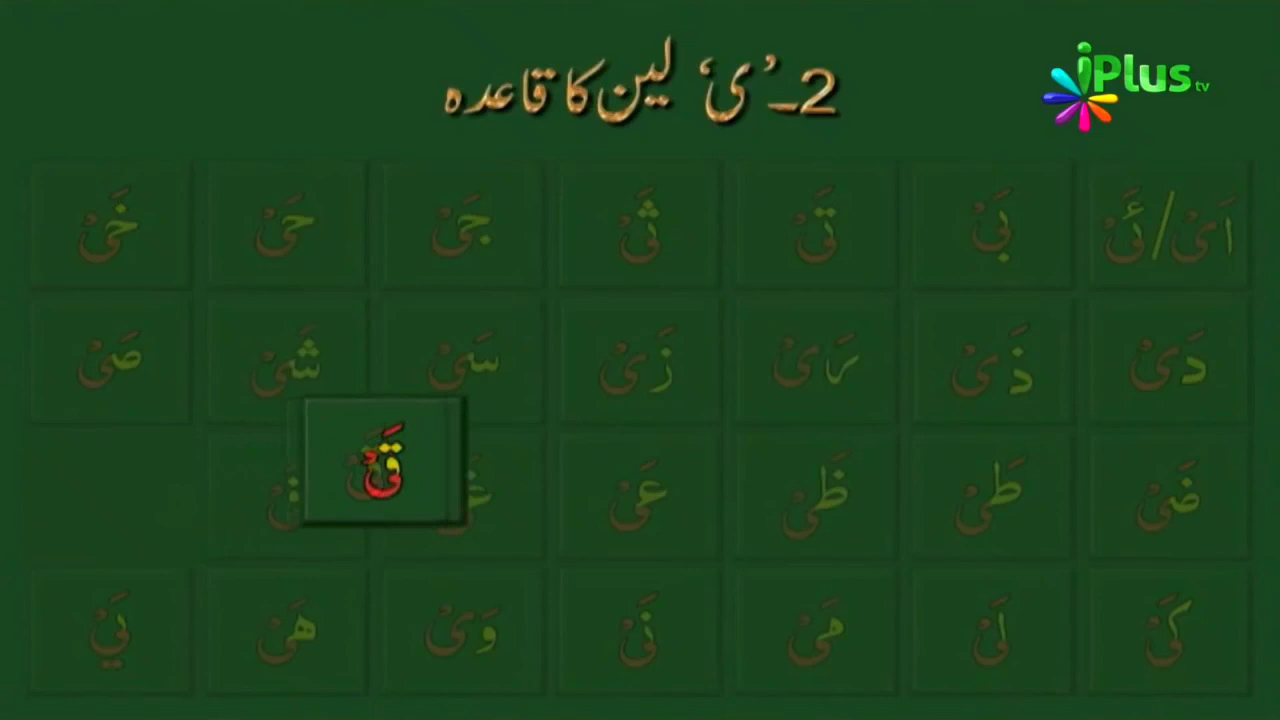 2۔ ’ی‘ لین کا قاعدہ
iPlus tv
اَیْ/ئَیْ بَیْ تَیْ ثَیْ جَیْ حَیْ خَیْ
دَیْ ذَیْ رَیْ زَیْ سَیْ شَیْ صَیْ
ضَیْ طَیْ ظَیْ عَیْ غَیْ قَیْ
کَیْ لَیْ مَیْ نَیْ وَیْ هَیْ یَيْ